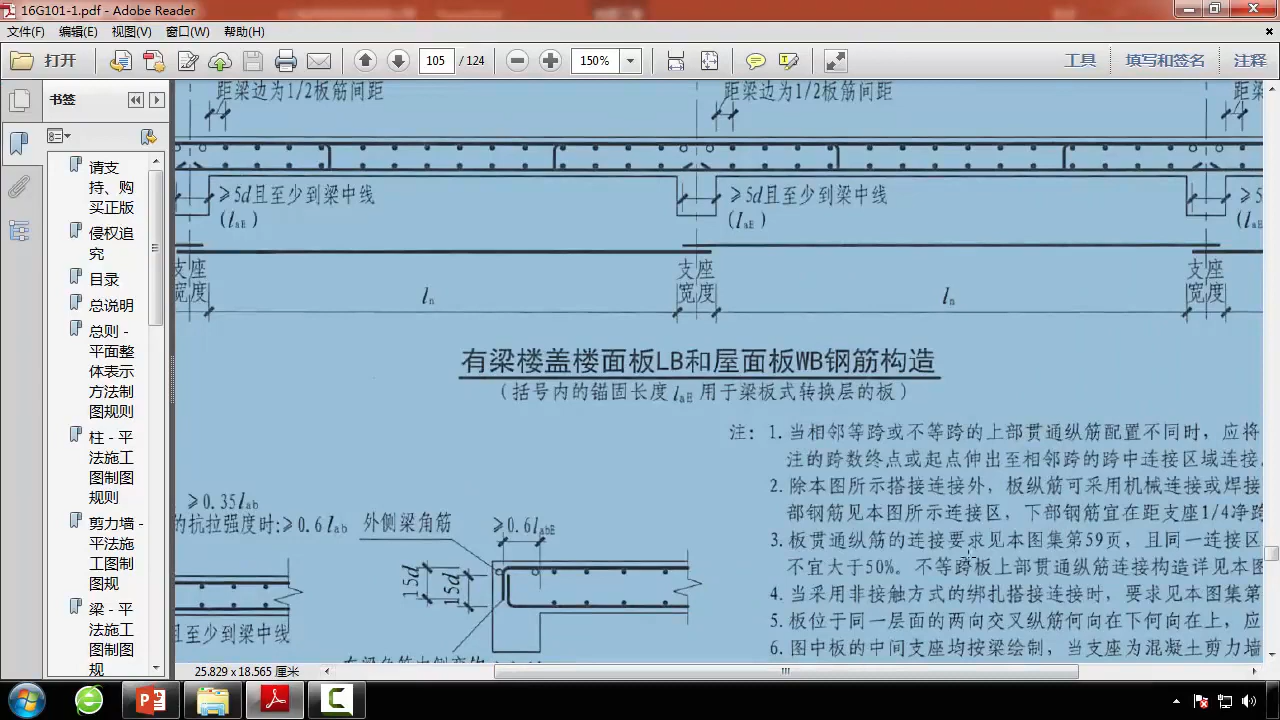 16G101-1.pdf - Adobe Reader
文件(F) 编辑(E) 视图(V) 窗口(W) 帮助(H)
打开 105 / 124 150% 工具 填写和签名 注释
书签
请支持、购买正版
侵权追究
目录
总说明
总则 - 平面整体表示方法制图规则
柱 - 平法施工图制图规则
剪力墙 - 平法施工图制图规则
梁 - 平法施工图制图规
距梁边为1/2板筋间距 距梁边为1/2板筋间距 距梁
≥5d且至少到梁中线 ≥5d且至少到梁中线 ≥5
(laE) (laE) (laE
支座宽度 支座宽度 支座宽度
ln ln
有梁楼盖楼面板LB和屋面板WB钢筋构造
(括号内的锚固长度 laE 用于梁板式转换层的板)
注: 1. 当相邻等跨或不等跨的上部贯通纵筋配置不同时, 应将
注的跨数终点或起点伸出至相邻跨的跨中连接区域连接
2. 除本图所示搭接连接外, 板纵筋可采用机械连接或焊接
部钢筋见本图所示连接区, 下部钢筋宜在距支座1/4净跨
3. 板贯通纵筋的连接要求见本图集第59页, 且同一连接区
不宜大于50%。不等跨板上部贯通纵筋连接构造详见本图
4. 当采用非接触方式的绑扎搭接连接时, 要求见本图集第
5. 板位于同一层面的两向交叉纵筋何向在下何向在上, 应
6. 图中板的中间支座均按梁绘制, 当支座为混凝土剪力墙
≥0.35lab
的抗拉强度时:≥0.6lab
外侧梁角筋
≥0.6labE
15d
15d
且至少到梁中线
25.829 x 18.565 厘米